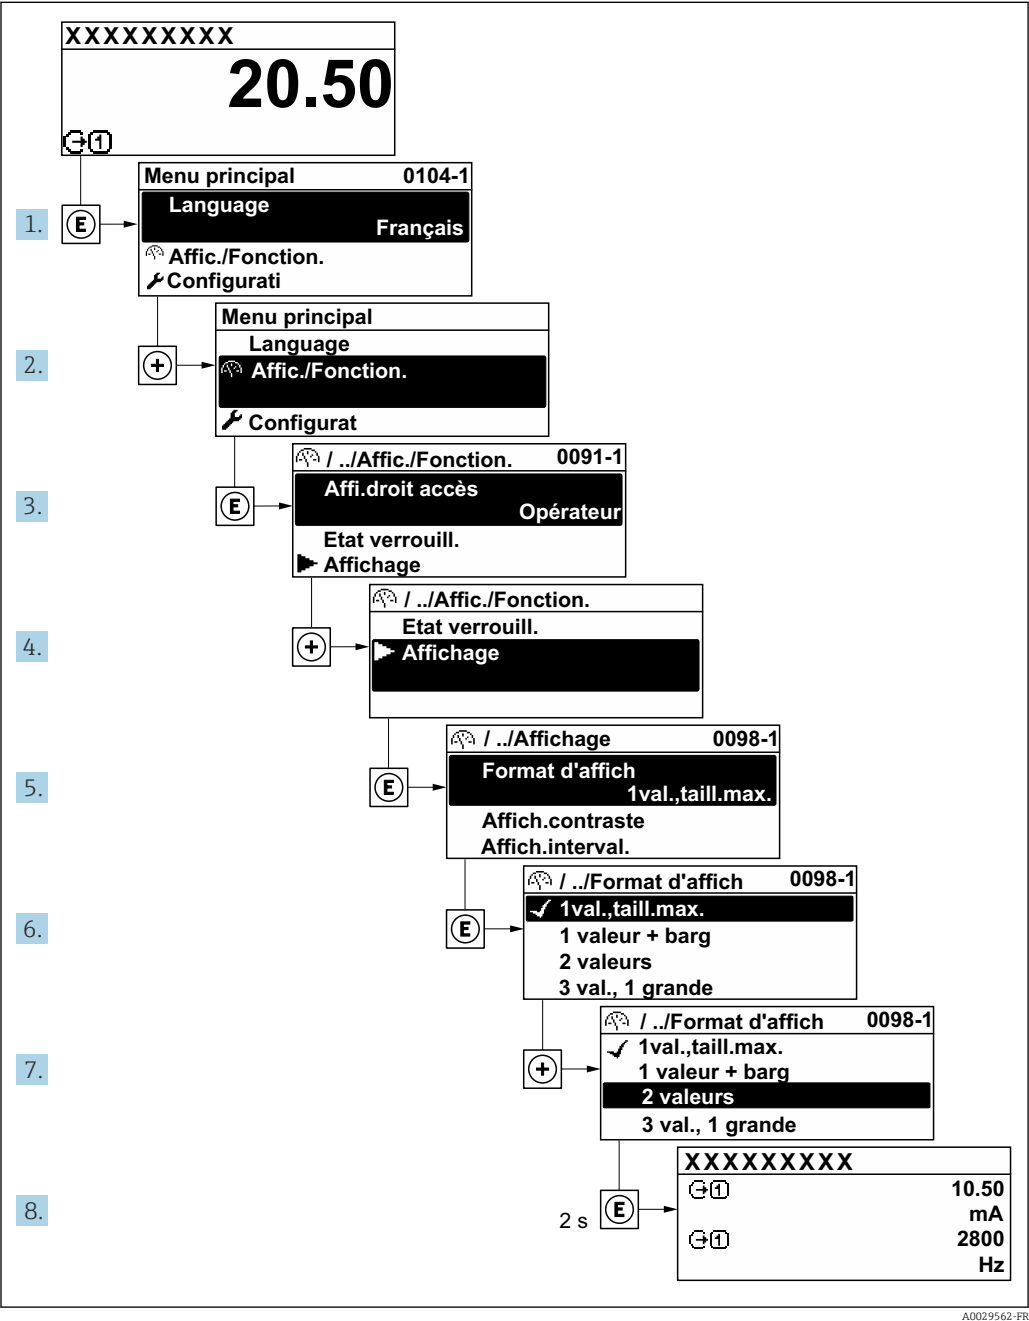 XXXXXXXXX
20.50
1
Menu principal 0104-1
Language
Français
Affic./Fonction.
Configurati
1. E
Menu principal
Language
Affic./Fonction.
Configurat
2. +
/ ../Affic./Fonction. 0091-1
Affi.droit accès
Opérateur
Etat verrouill.
Affichage
3. E
/ ../Affic./Fonction.
Etat verrouill.
Affichage
4. +
/ ../Affichage 0098-1
Format d'affich
1val.,taill.max.
Affich.contraste
Affich.interval.
5. E
/ ../Format d'affich 0098-1
1val.,taill.max.
1 valeur + barg
2 valeurs
3 val., 1 grande
6. E
/ ../Format d'affich 0098-1
1val.,taill.max.
1 valeur + barg
2 valeurs
3 val., 1 grande
7. +
XXXXXXXXX
1 10.50
mA
1 2800
Hz
8. 2 s E
A0029562-FR